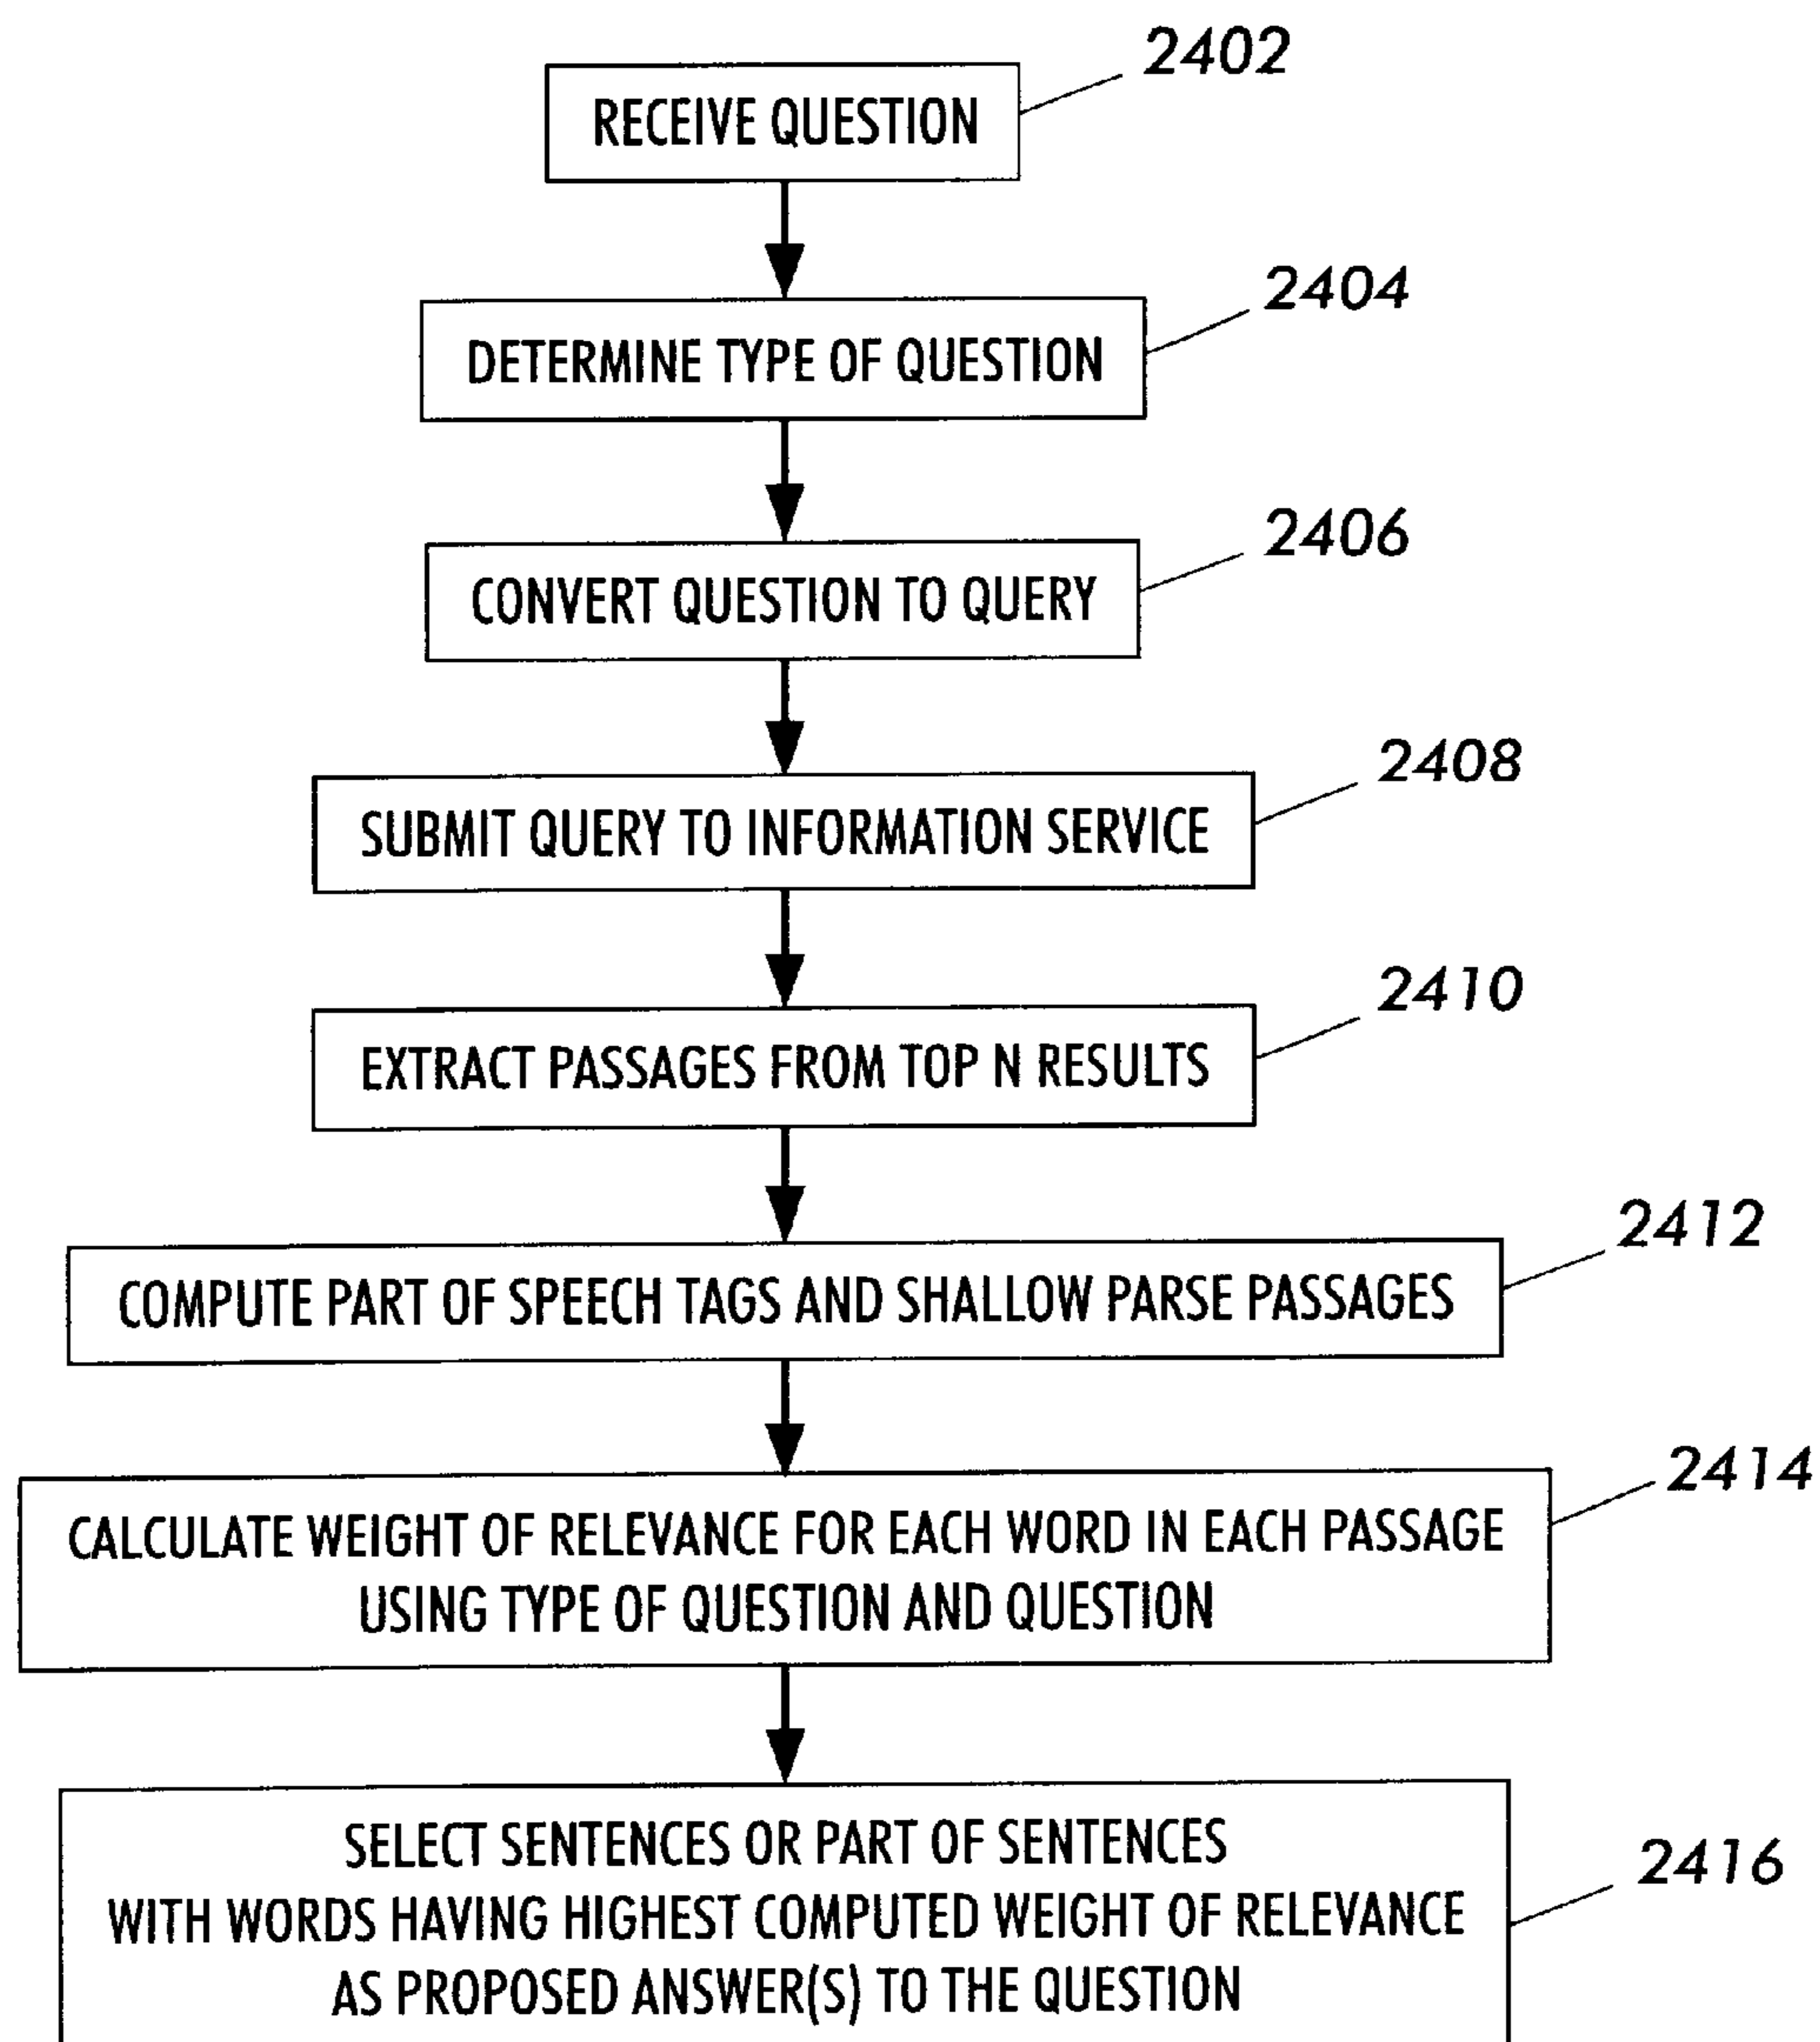 2402
RECEIVE QUESTION
2404
DETERMINE TYPE OF QUESTION
2406
CONVERT QUESTION TO QUERY
2408
SUBMIT QUERY TO INFORMATION SERVICE
2410
EXTRACT PASSAGES FROM TOP N RESULTS
2412
COMPUTE PART OF SPEECH TAGS AND SHALLOW PARSE PASSAGES
2414
CALCULATE WEIGHT OF RELEVANCE FOR EACH WORD IN EACH PASSAGE
USING TYPE OF QUESTION AND QUESTION
2416
SELECT SENTENCES OR PART OF SENTENCES
WITH WORDS HAVING HIGHEST COMPUTED WEIGHT OF RELEVANCE
AS PROPOSED ANSWER(S) TO THE QUESTION